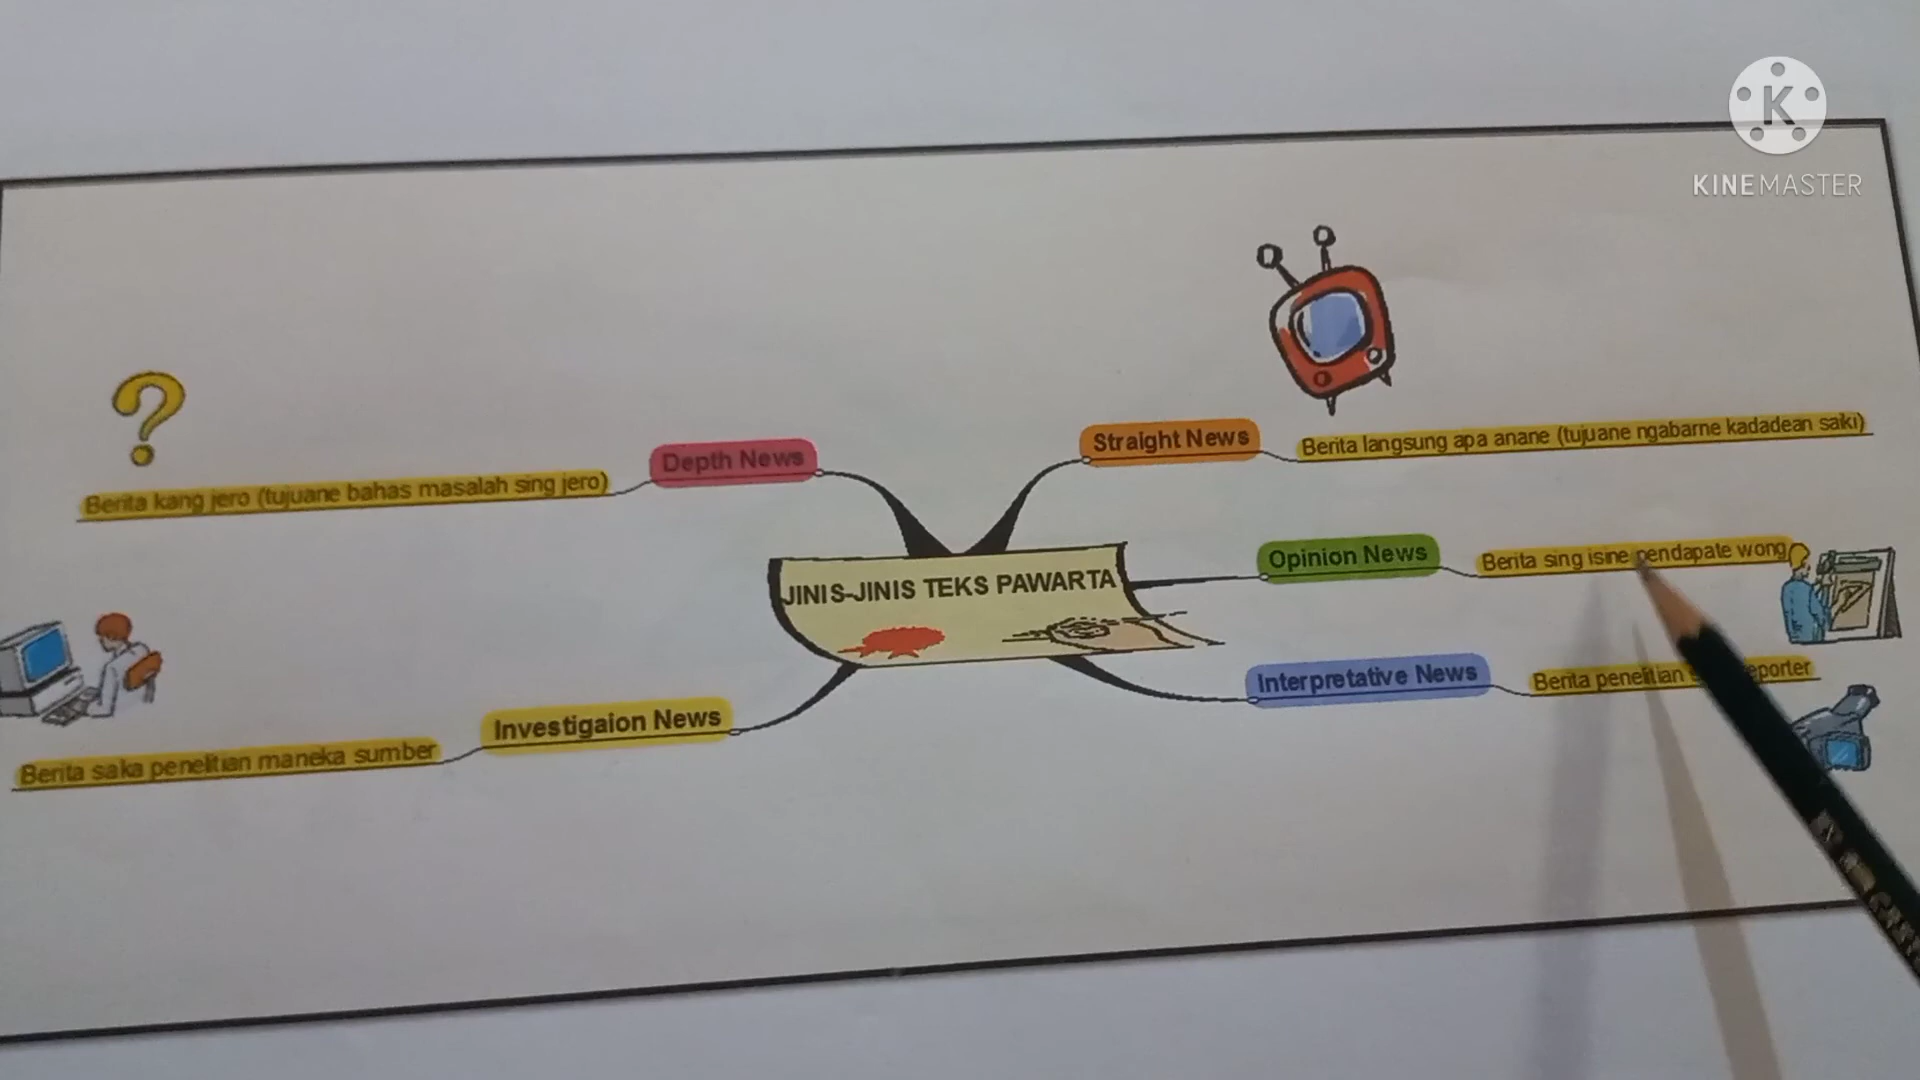 KINEMASTER
JINIS-JINIS TEKS PAWARTA
Straight News
Berita langsung apa anane (tujuane ngabarne kadadean saki)
Opinion News
Berita sing isine pendapate wong
Interpretative News
Berita penelitian reporter
Depth News
Berita kang jero (tujuane bahas masalah sing jero)
Investigaion News
Berita saka penelitian maneka sumber